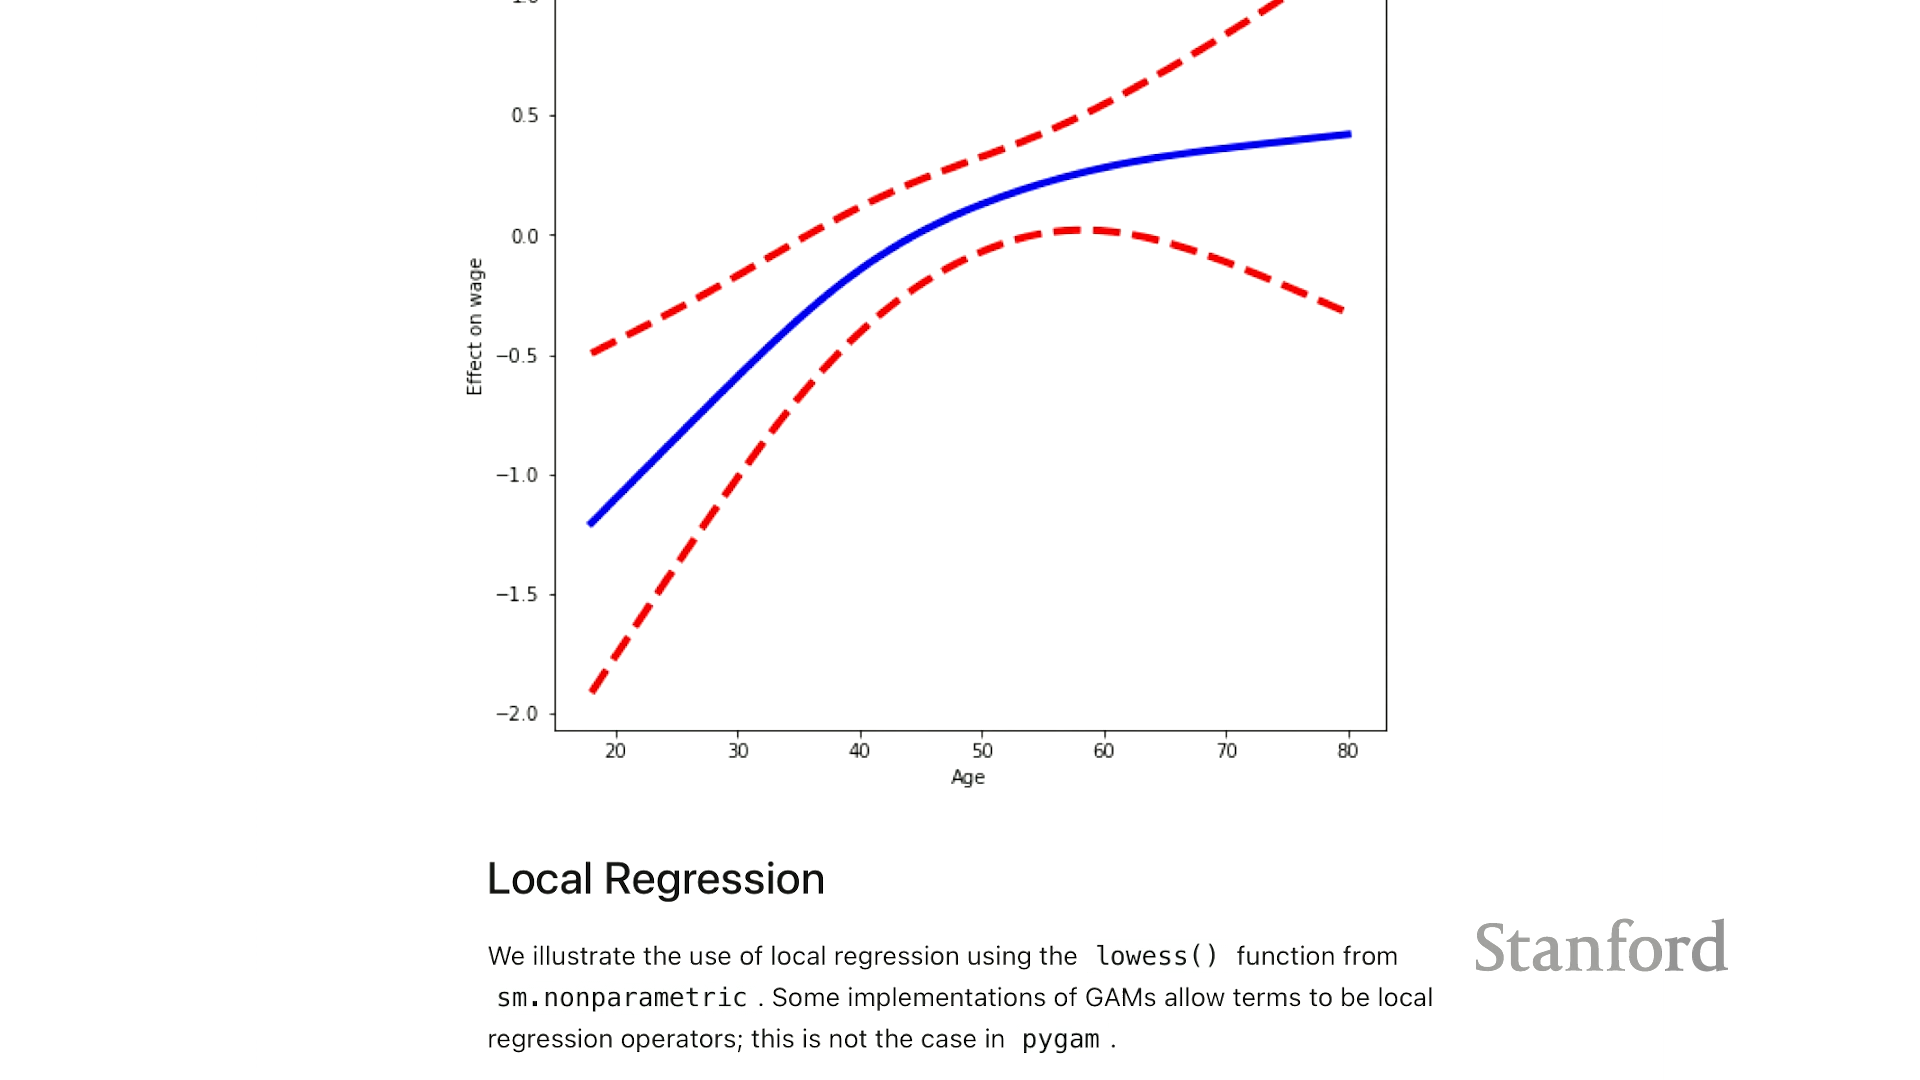 0.5
0.0
−0.5
−1.0
−1.5
−2.0
Effect on wage
20 30 40 50 60 70 80
Age
Local Regression
We illustrate the use of local regression using the lowess() function from
sm.nonparametric . Some implementations of GAMs allow terms to be local
regression operators; this is not the case in pygam .
Stanford